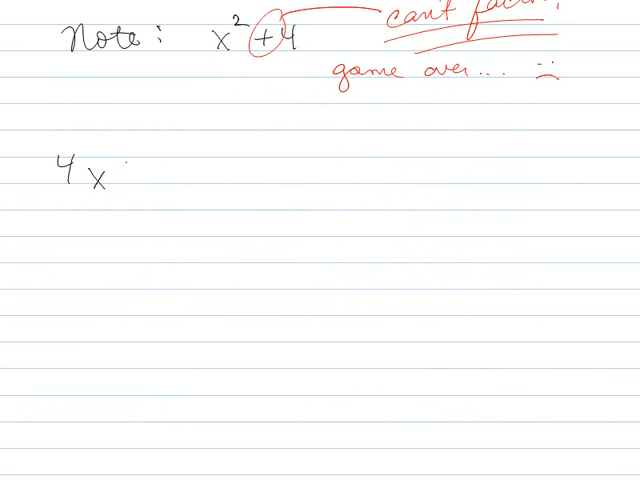 Note: x² + 4 can't factor!
game over... ☹
4x